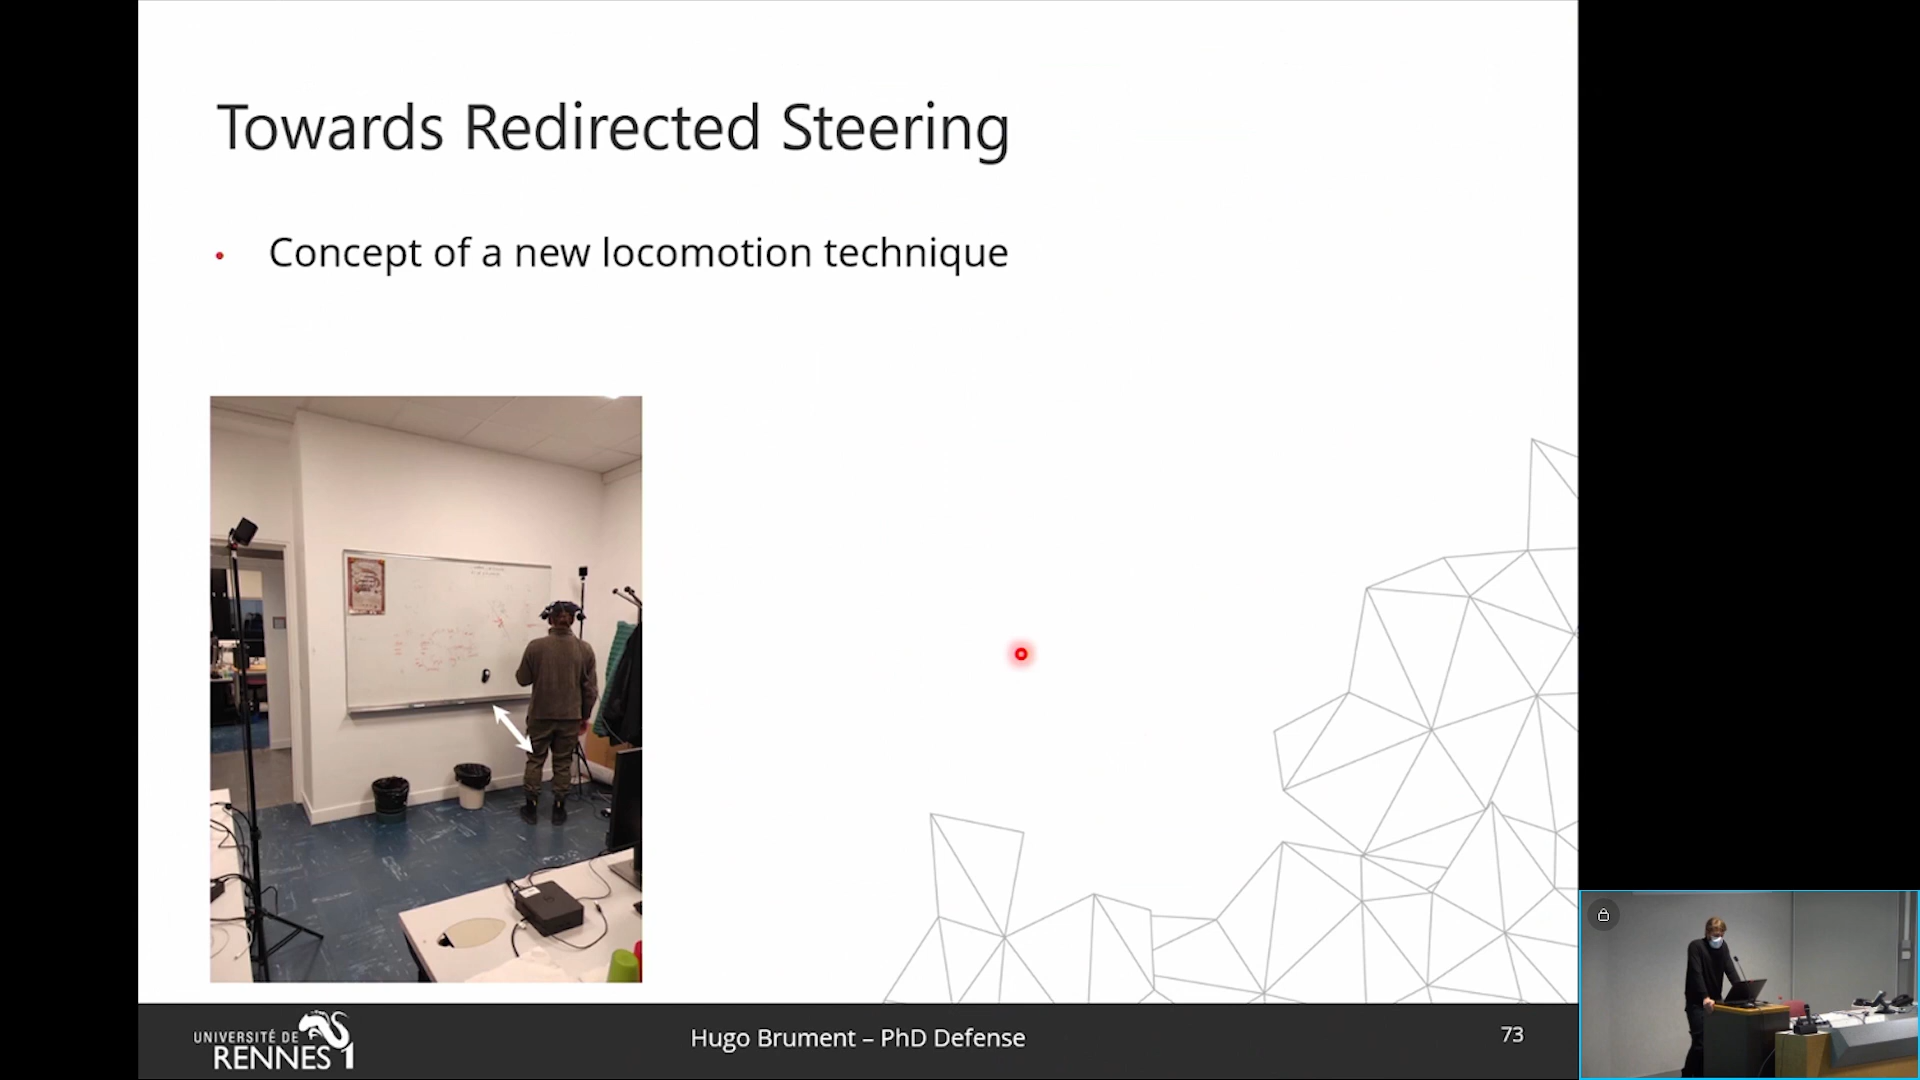 Towards Redirected Steering
• Concept of a new locomotion technique
UNIVERSITÉ DE
RENNES 1
Hugo Brument – PhD Defense
73